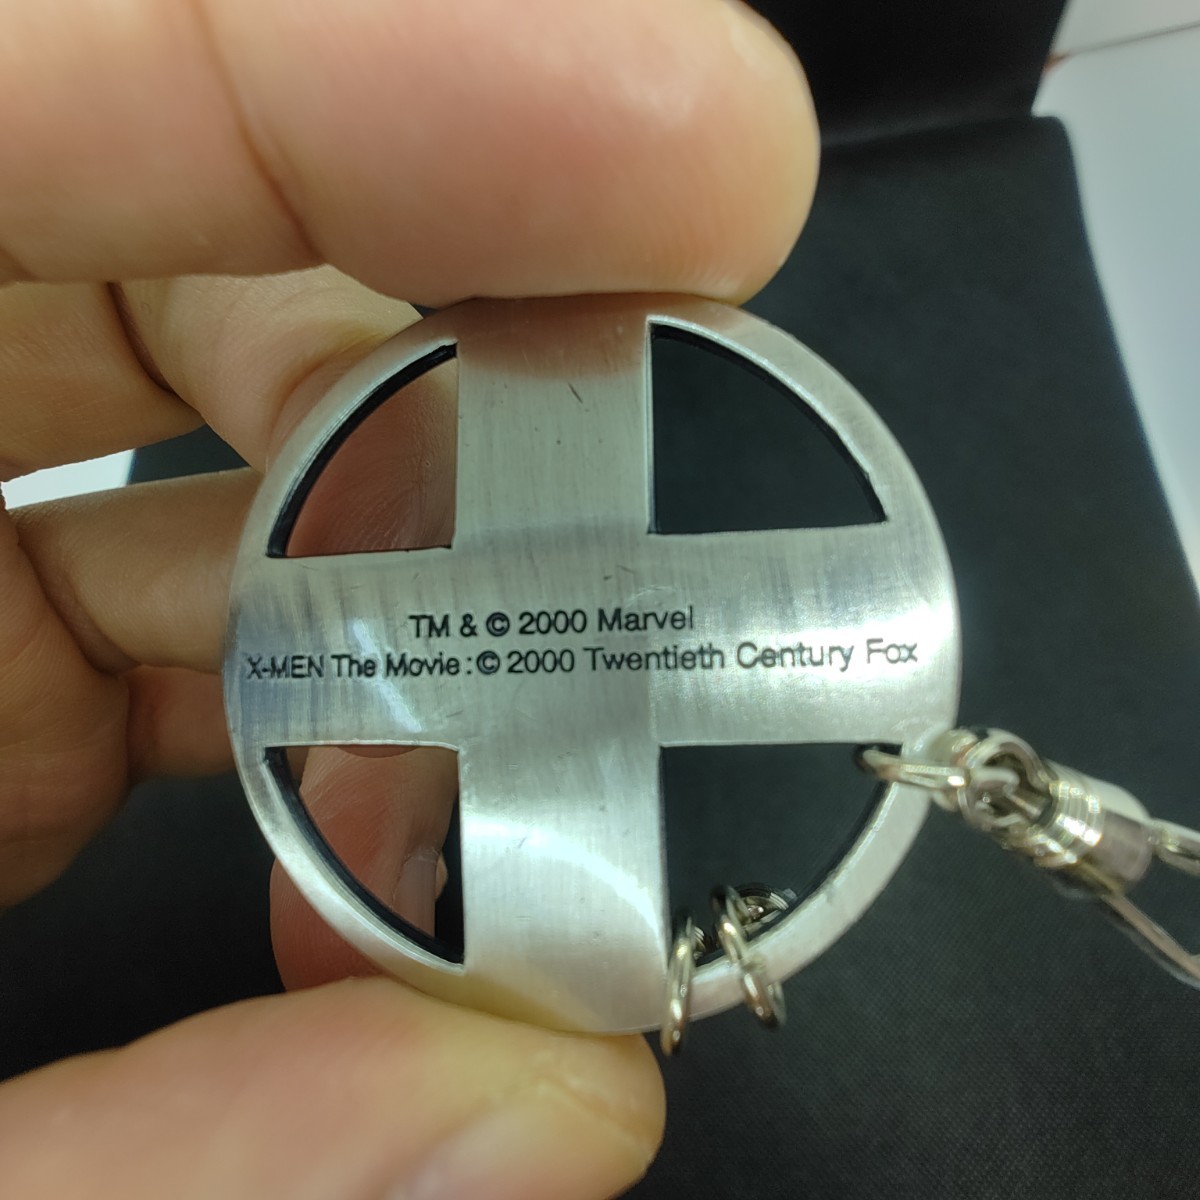 TM & © 2000 Marvel
X-MEN The Movie : © 2000 Twentieth Century Fox